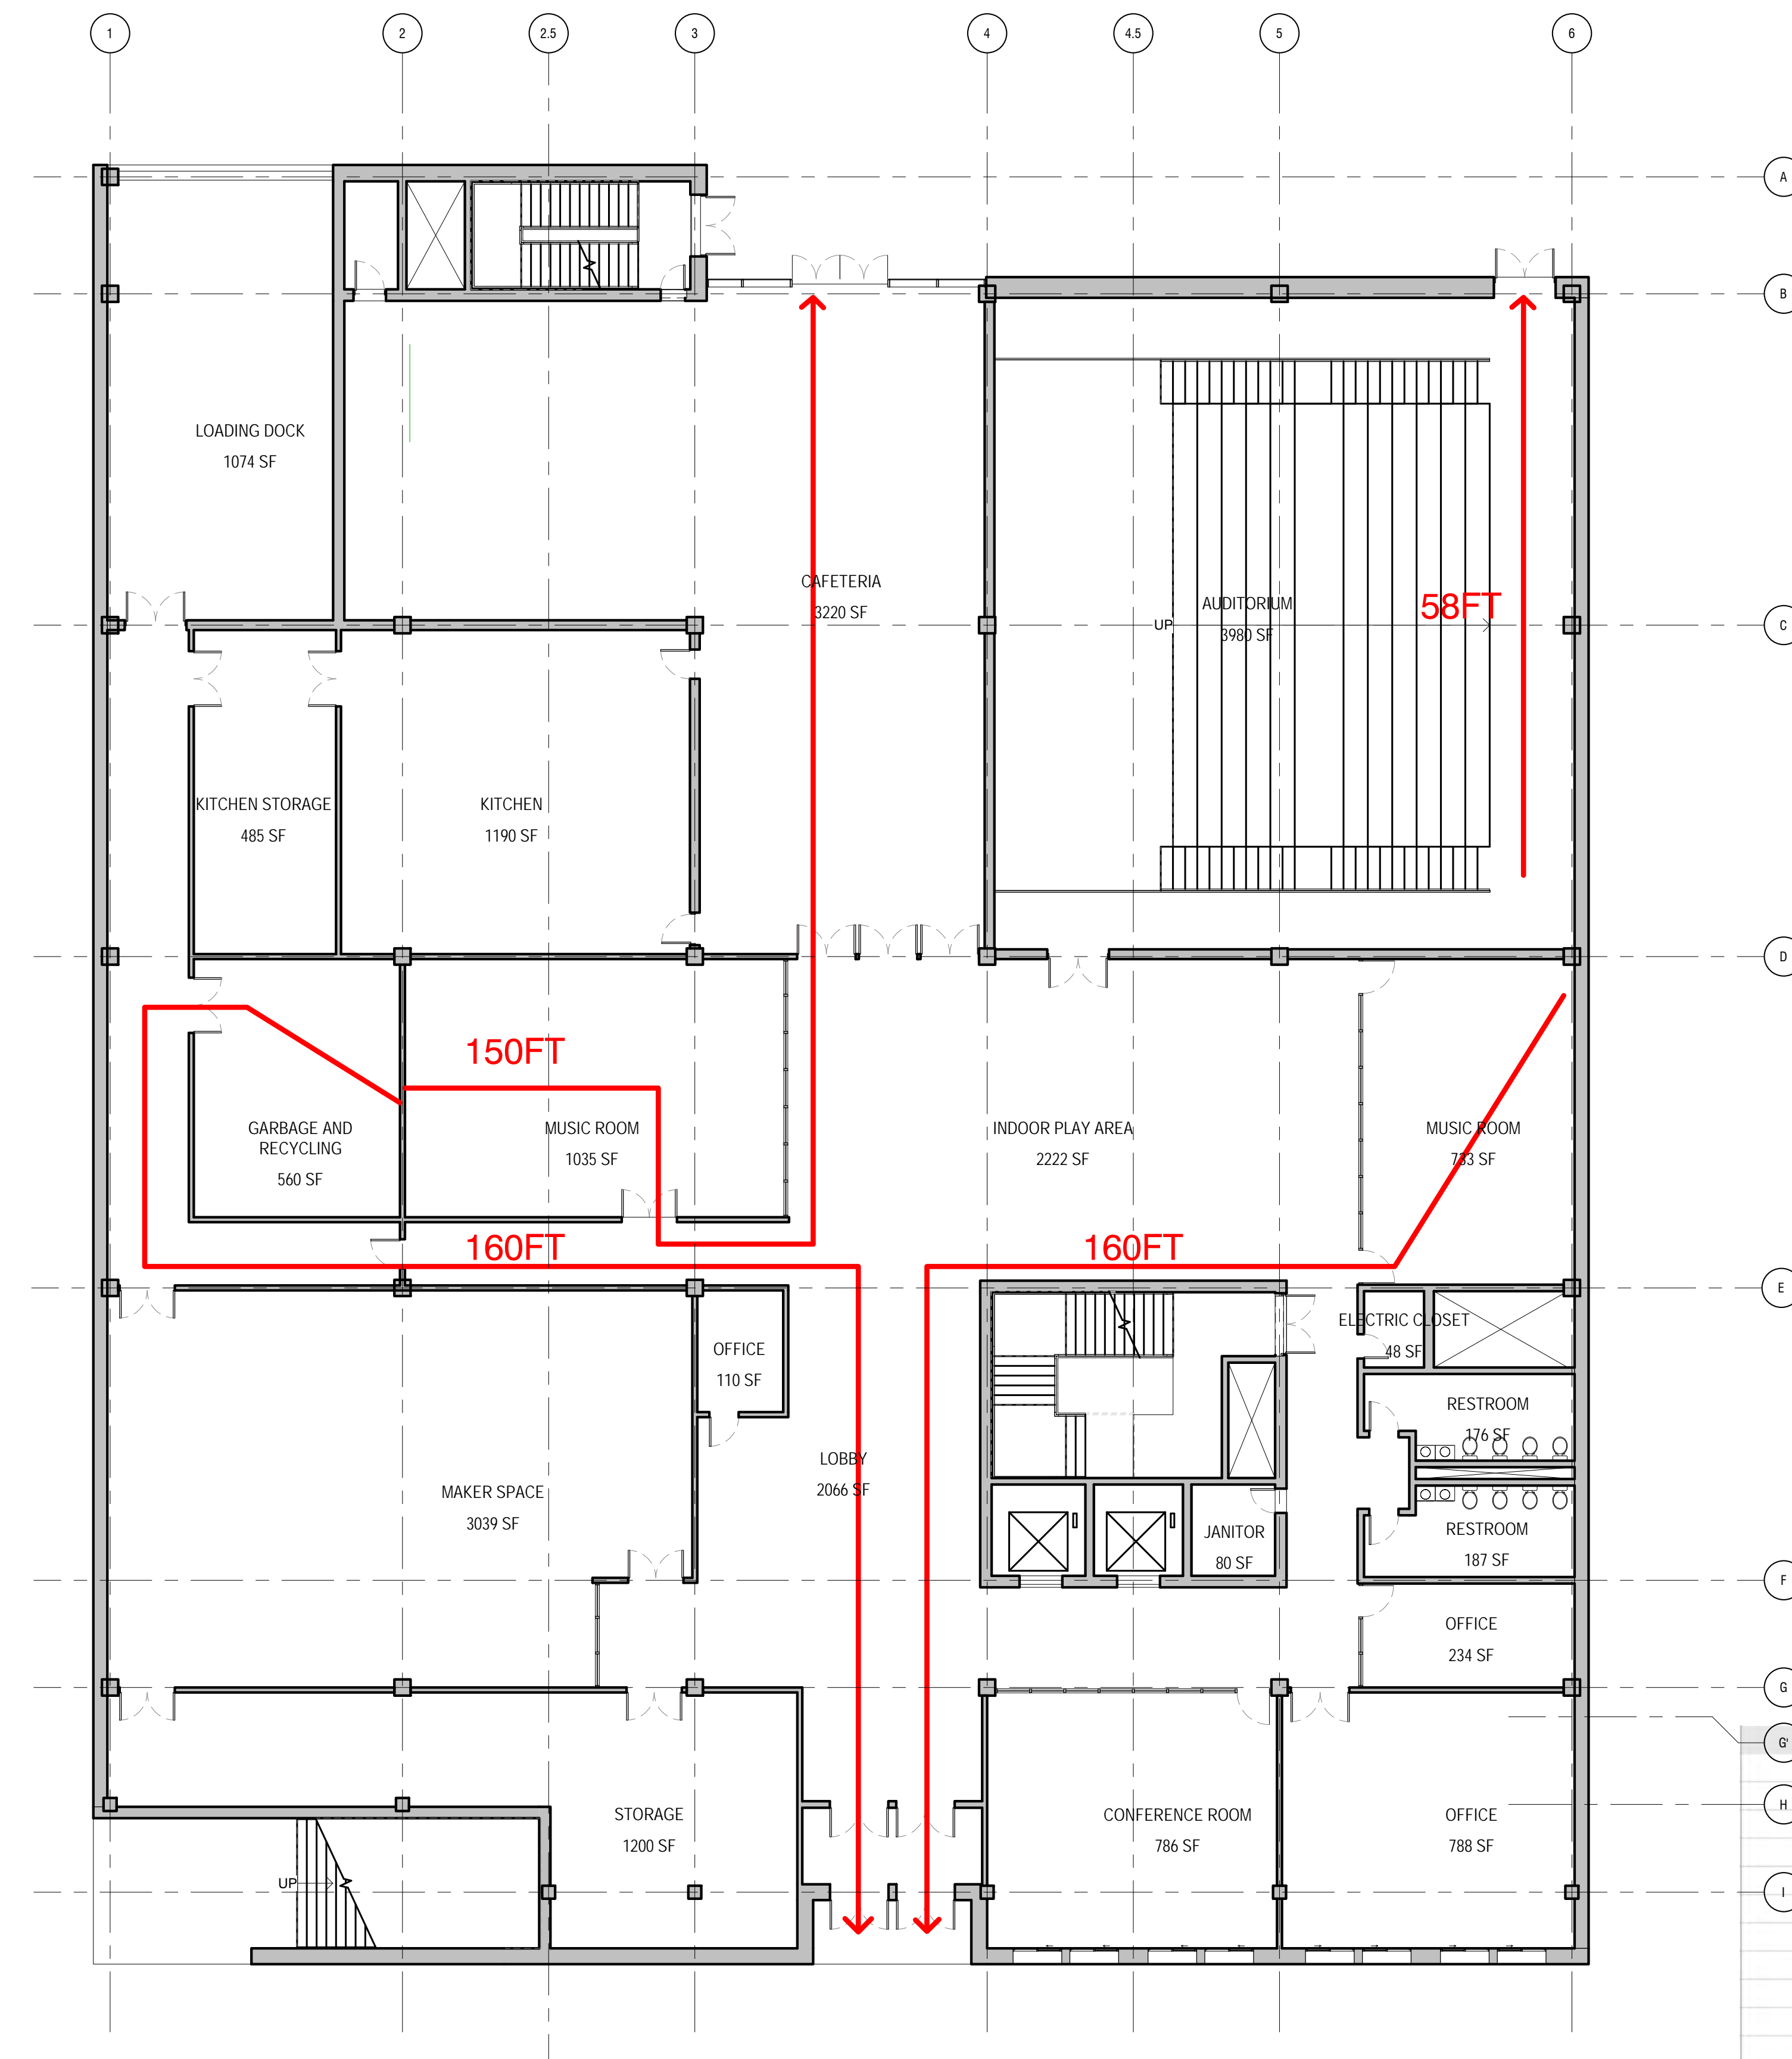 1
2
2.5
3
4
4.5
5
6
A
B
LOADING DOCK
1074 SF
CAFETERIA
3220 SF
AUDITORIUM
3980 SF
UP
58FT
C
KITCHEN STORAGE
485 SF
KITCHEN
1190 SF
D
150FT
GARBAGE AND
RECYCLING
560 SF
MUSIC ROOM
1035 SF
INDOOR PLAY AREA
2222 SF
MUSIC ROOM
733 SF
160FT
160FT
E
OFFICE
110 SF
ELECTRIC CLOSET
48 SF
RESTROOM
176 SF
LOBBY
2066 SF
MAKER SPACE
3039 SF
JANITOR
80 SF
RESTROOM
187 SF
F
OFFICE
234 SF
G
G'
H
STORAGE
1200 SF
CONFERENCE ROOM
786 SF
OFFICE
788 SF
UP
I